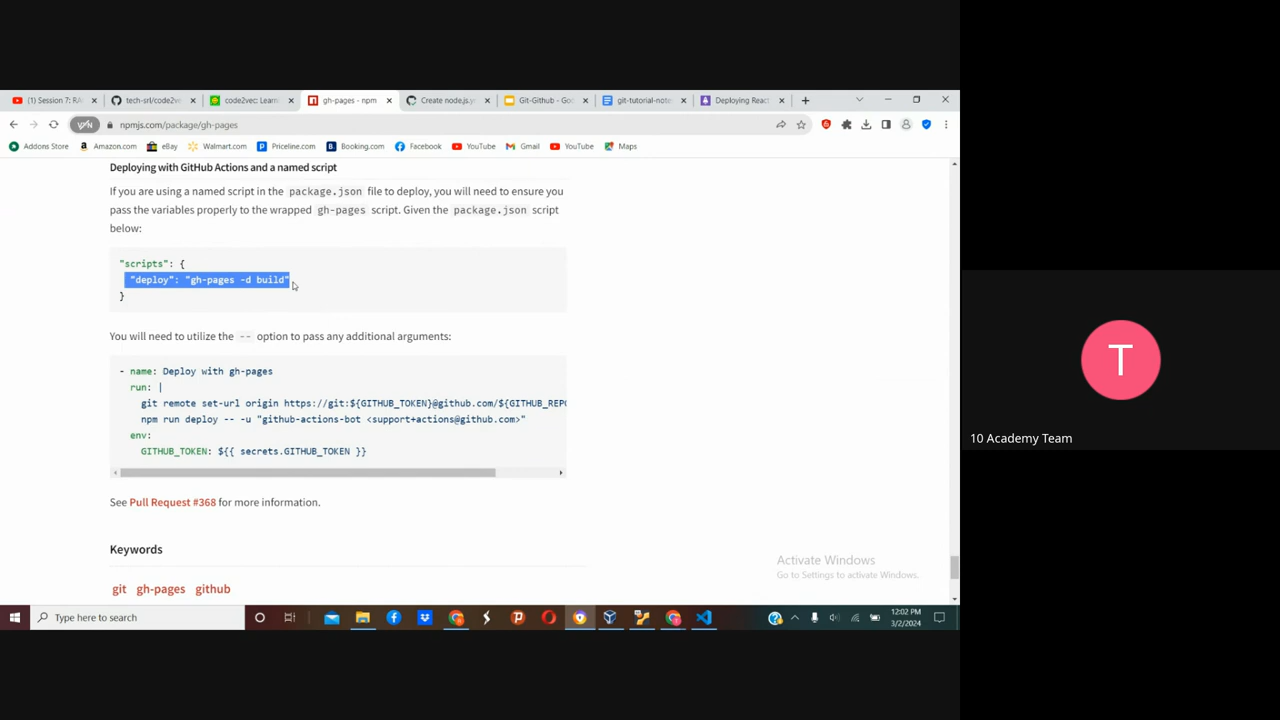 (1) Session 7: RA
tech-srl/code2v
code2vec: Learn
gh-pages - npm
Create node.js.y
Git-Github - Go
git-tutorial-note
Deploying React
VPN
npmjs.com/package/gh-pages
Addons Store
Amazon.com
eBay
Walmart.com
Priceline.com
Booking.com
Facebook
YouTube
Gmail
YouTube
Maps
Deploying with GitHub Actions and a named script
If you are using a named script in the package.json file to deploy, you will need to ensure you
pass the variables properly to the wrapped gh-pages script. Given the package.json script
below:
"scripts": {
"deploy": "gh-pages -d build"
}
You will need to utilize the -- option to pass any additional arguments:
- name: Deploy with gh-pages
run: |
git remote set-url origin https://git:${GITHUB_TOKEN}@github.com/${GITHUB_REPO
npm run deploy -- -u "github-actions-bot <support+actions@github.com>"
env:
GITHUB_TOKEN: ${{ secrets.GITHUB_TOKEN }}
See Pull Request #368 for more information.
Keywords
git gh-pages github
Activate Windows
Go to Settings to activate Windows.
Type here to search
12:02 PM
3/2/2024
T
10 Academy Team